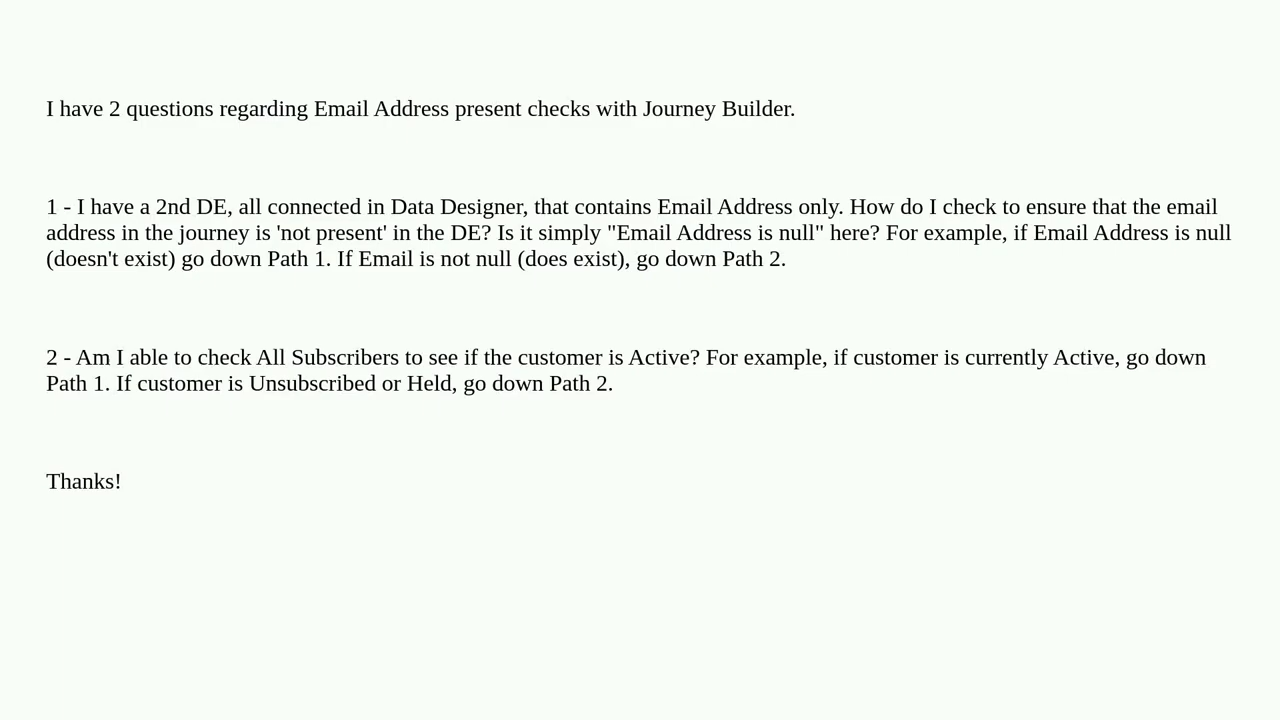 I have 2 questions regarding Email Address present checks with Journey Builder.
1 - I have a 2nd DE, all connected in Data Designer, that contains Email Address only. How do I check to ensure that the email
address in the journey is 'not present' in the DE? Is it simply "Email Address is null" here? For example, if Email Address is null
(doesn't exist) go down Path 1. If Email is not null (does exist), go down Path 2.
2 - Am I able to check All Subscribers to see if the customer is Active? For example, if customer is currently Active, go down
Path 1. If customer is Unsubscribed or Held, go down Path 2.
Thanks!